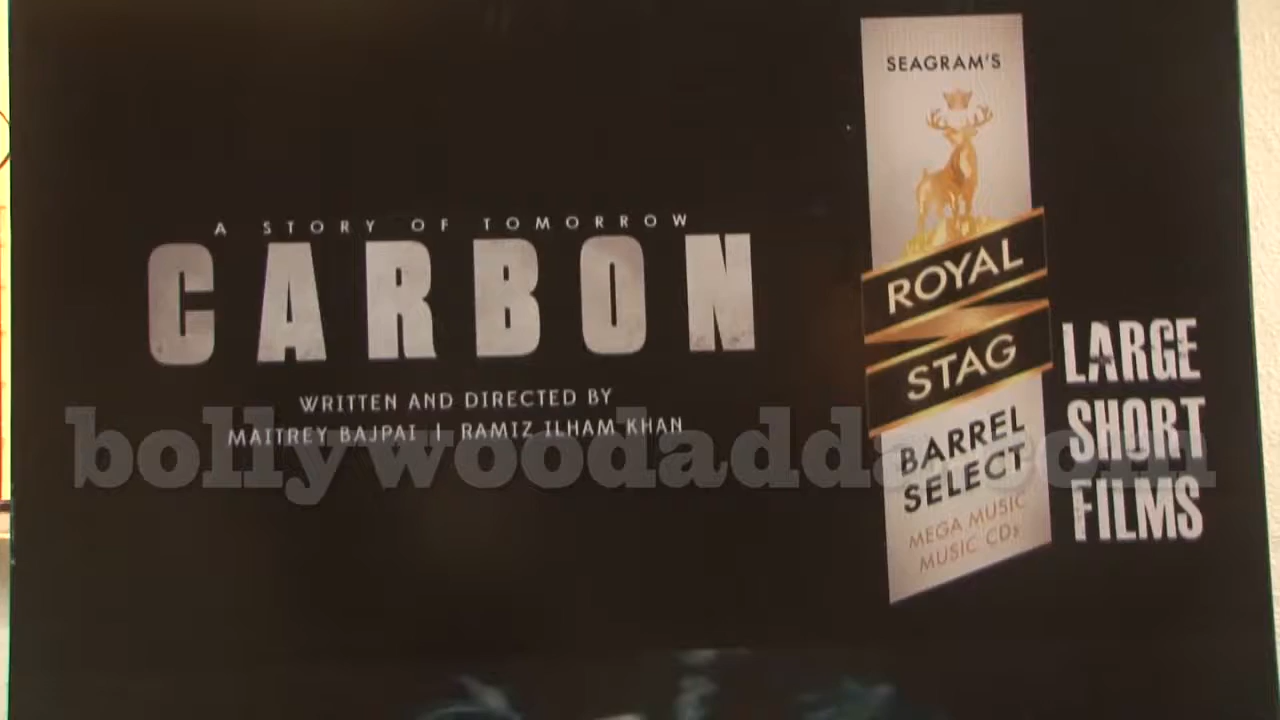 A STORY OF TOMORROW
CARBON
WRITTEN AND DIRECTED BY
MAITREY BAJPAI | RAMIZ ILHAM KHAN
SEAGRAM'S
ROYAL
STAG
BARREL
SELECT
MEGA MUSIC
MUSIC CDs
LARGE
SHORT
FILMS
bollywoodadda.com